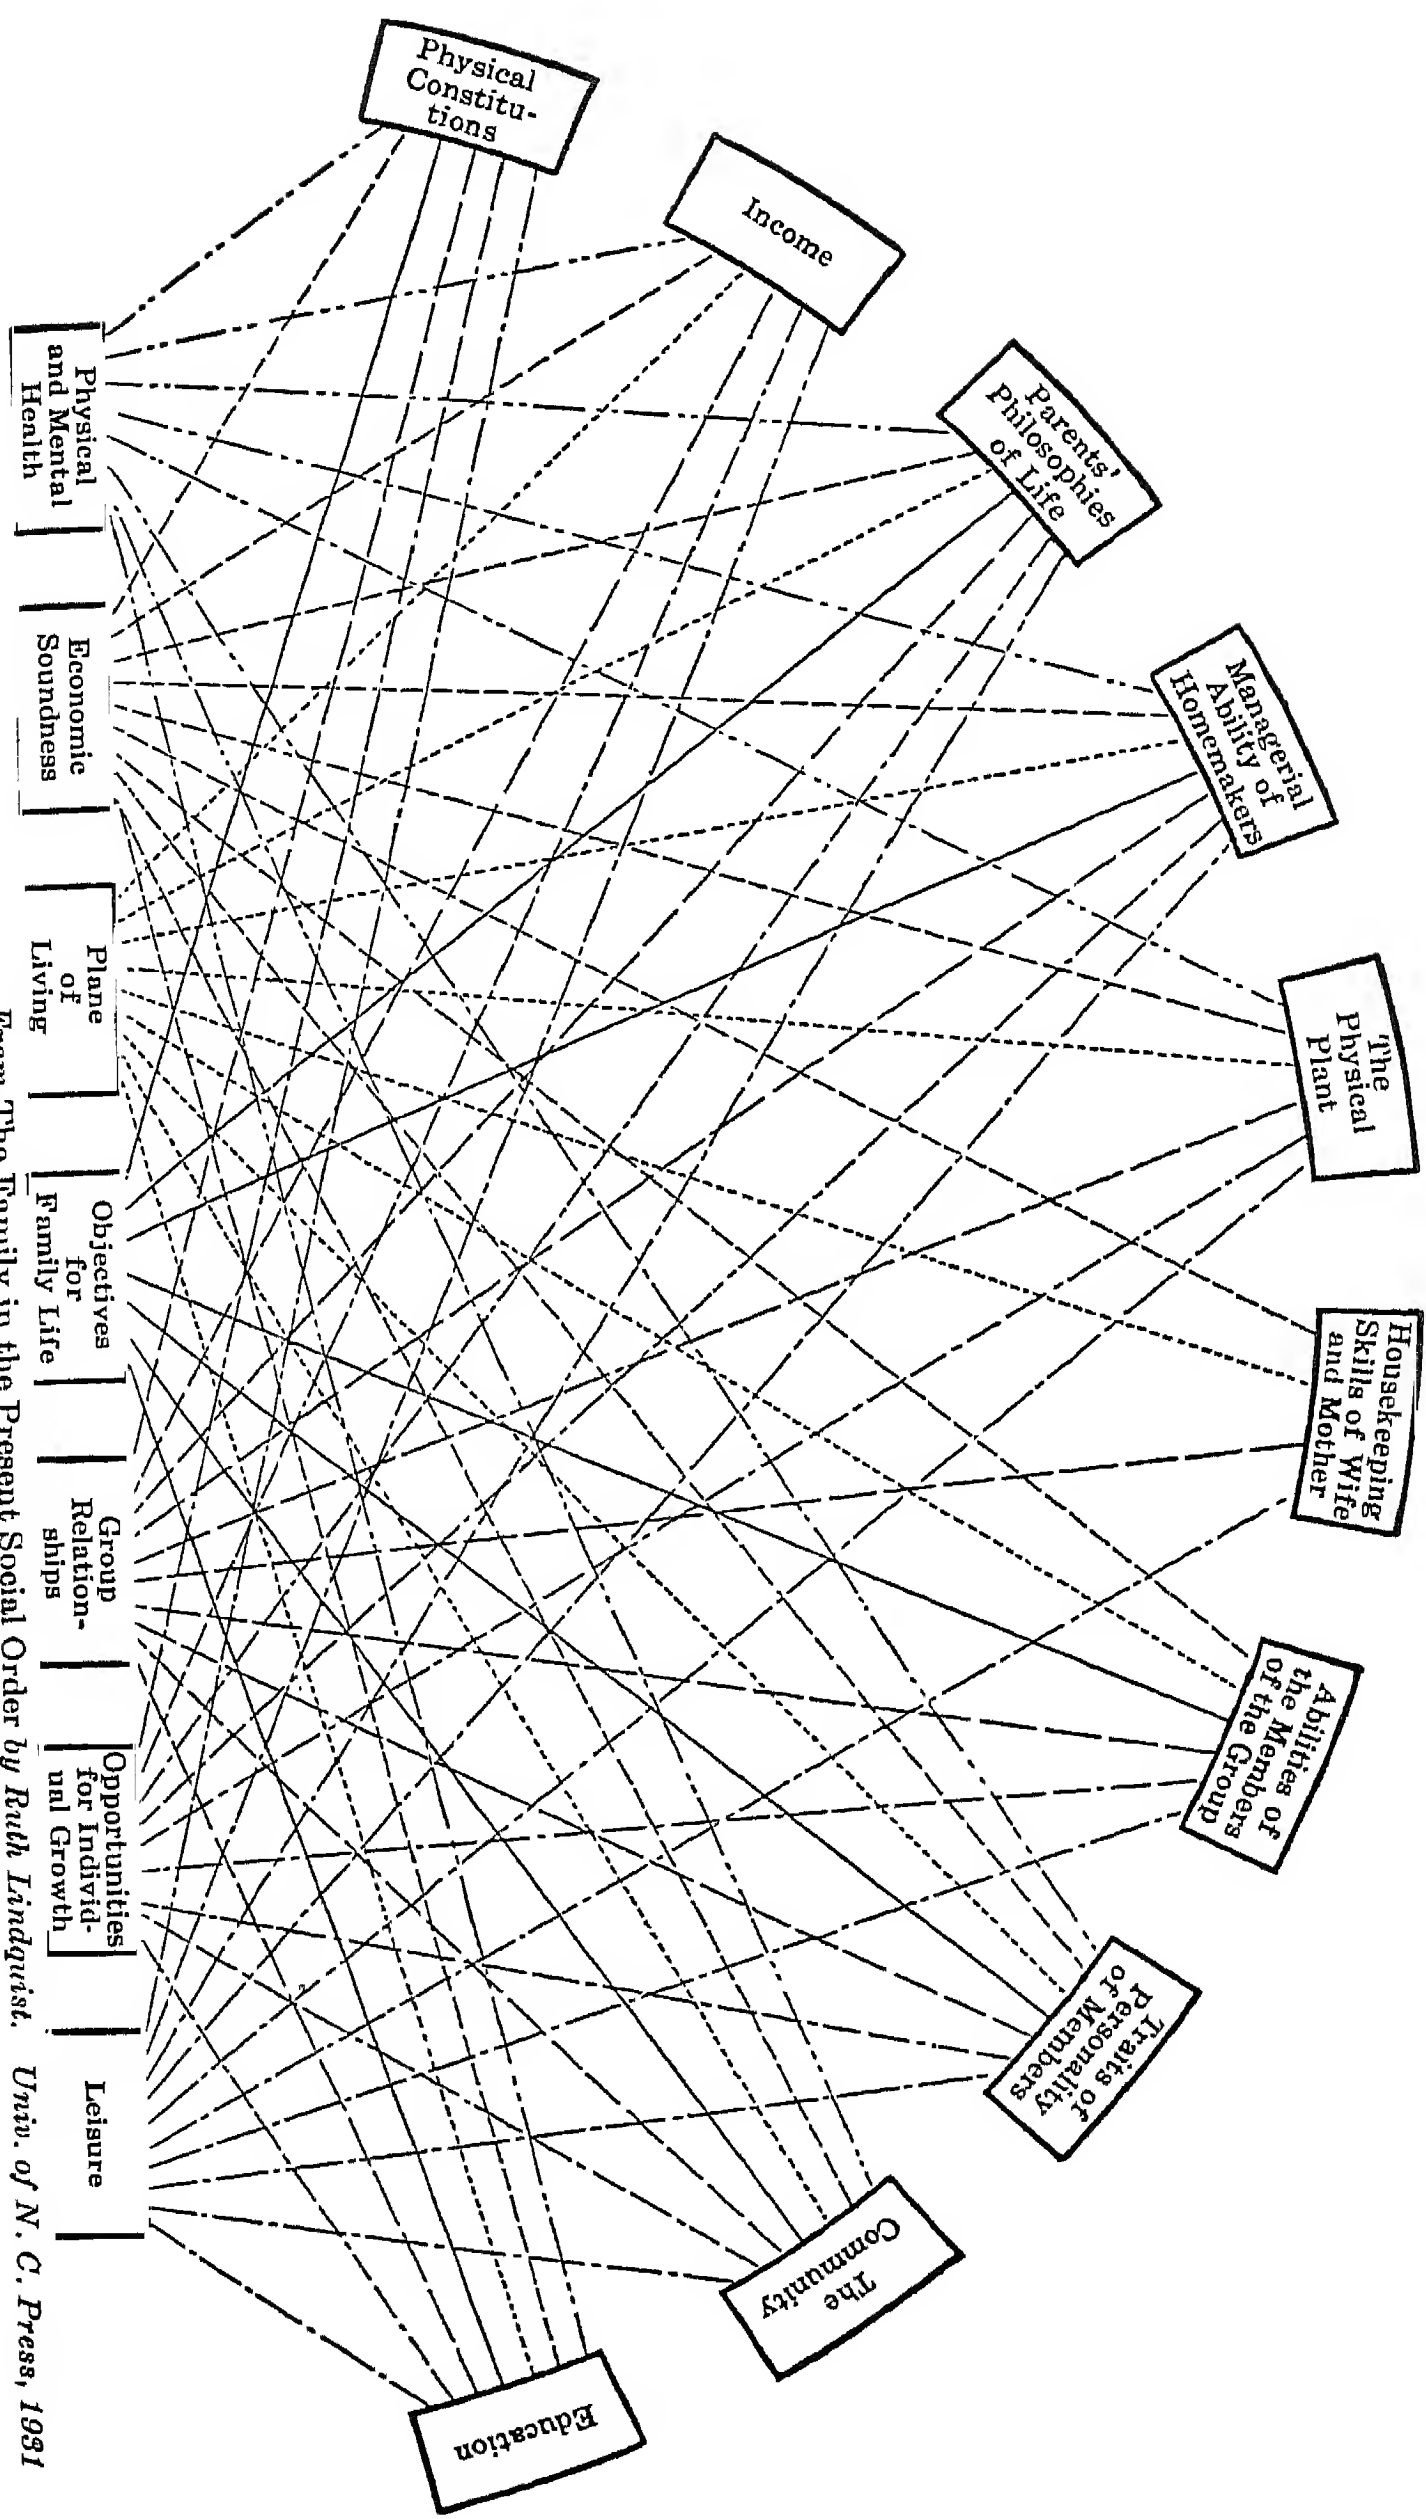 Physical
Constitu-
tions
Income
Parents'
Philosophies
of Life
Managerial
Ability of
Homemakers
The
Physical
Plant
Housekeeping
Skills of Wife
and Mother
Abilities of
the Members
of the Group
Traits of
Personality
of Members
The
Community
Education
Physical
and Mental
Health
Economic
Soundness
Plane
of
Living
Objectives
for
Family Life
Group
Relation-
ships
Opportunities
for Individ-
ual Growth
Leisure
From The Family in the Present Social Order by Ruth Lindquist. Univ. of N. C. Press, 1931